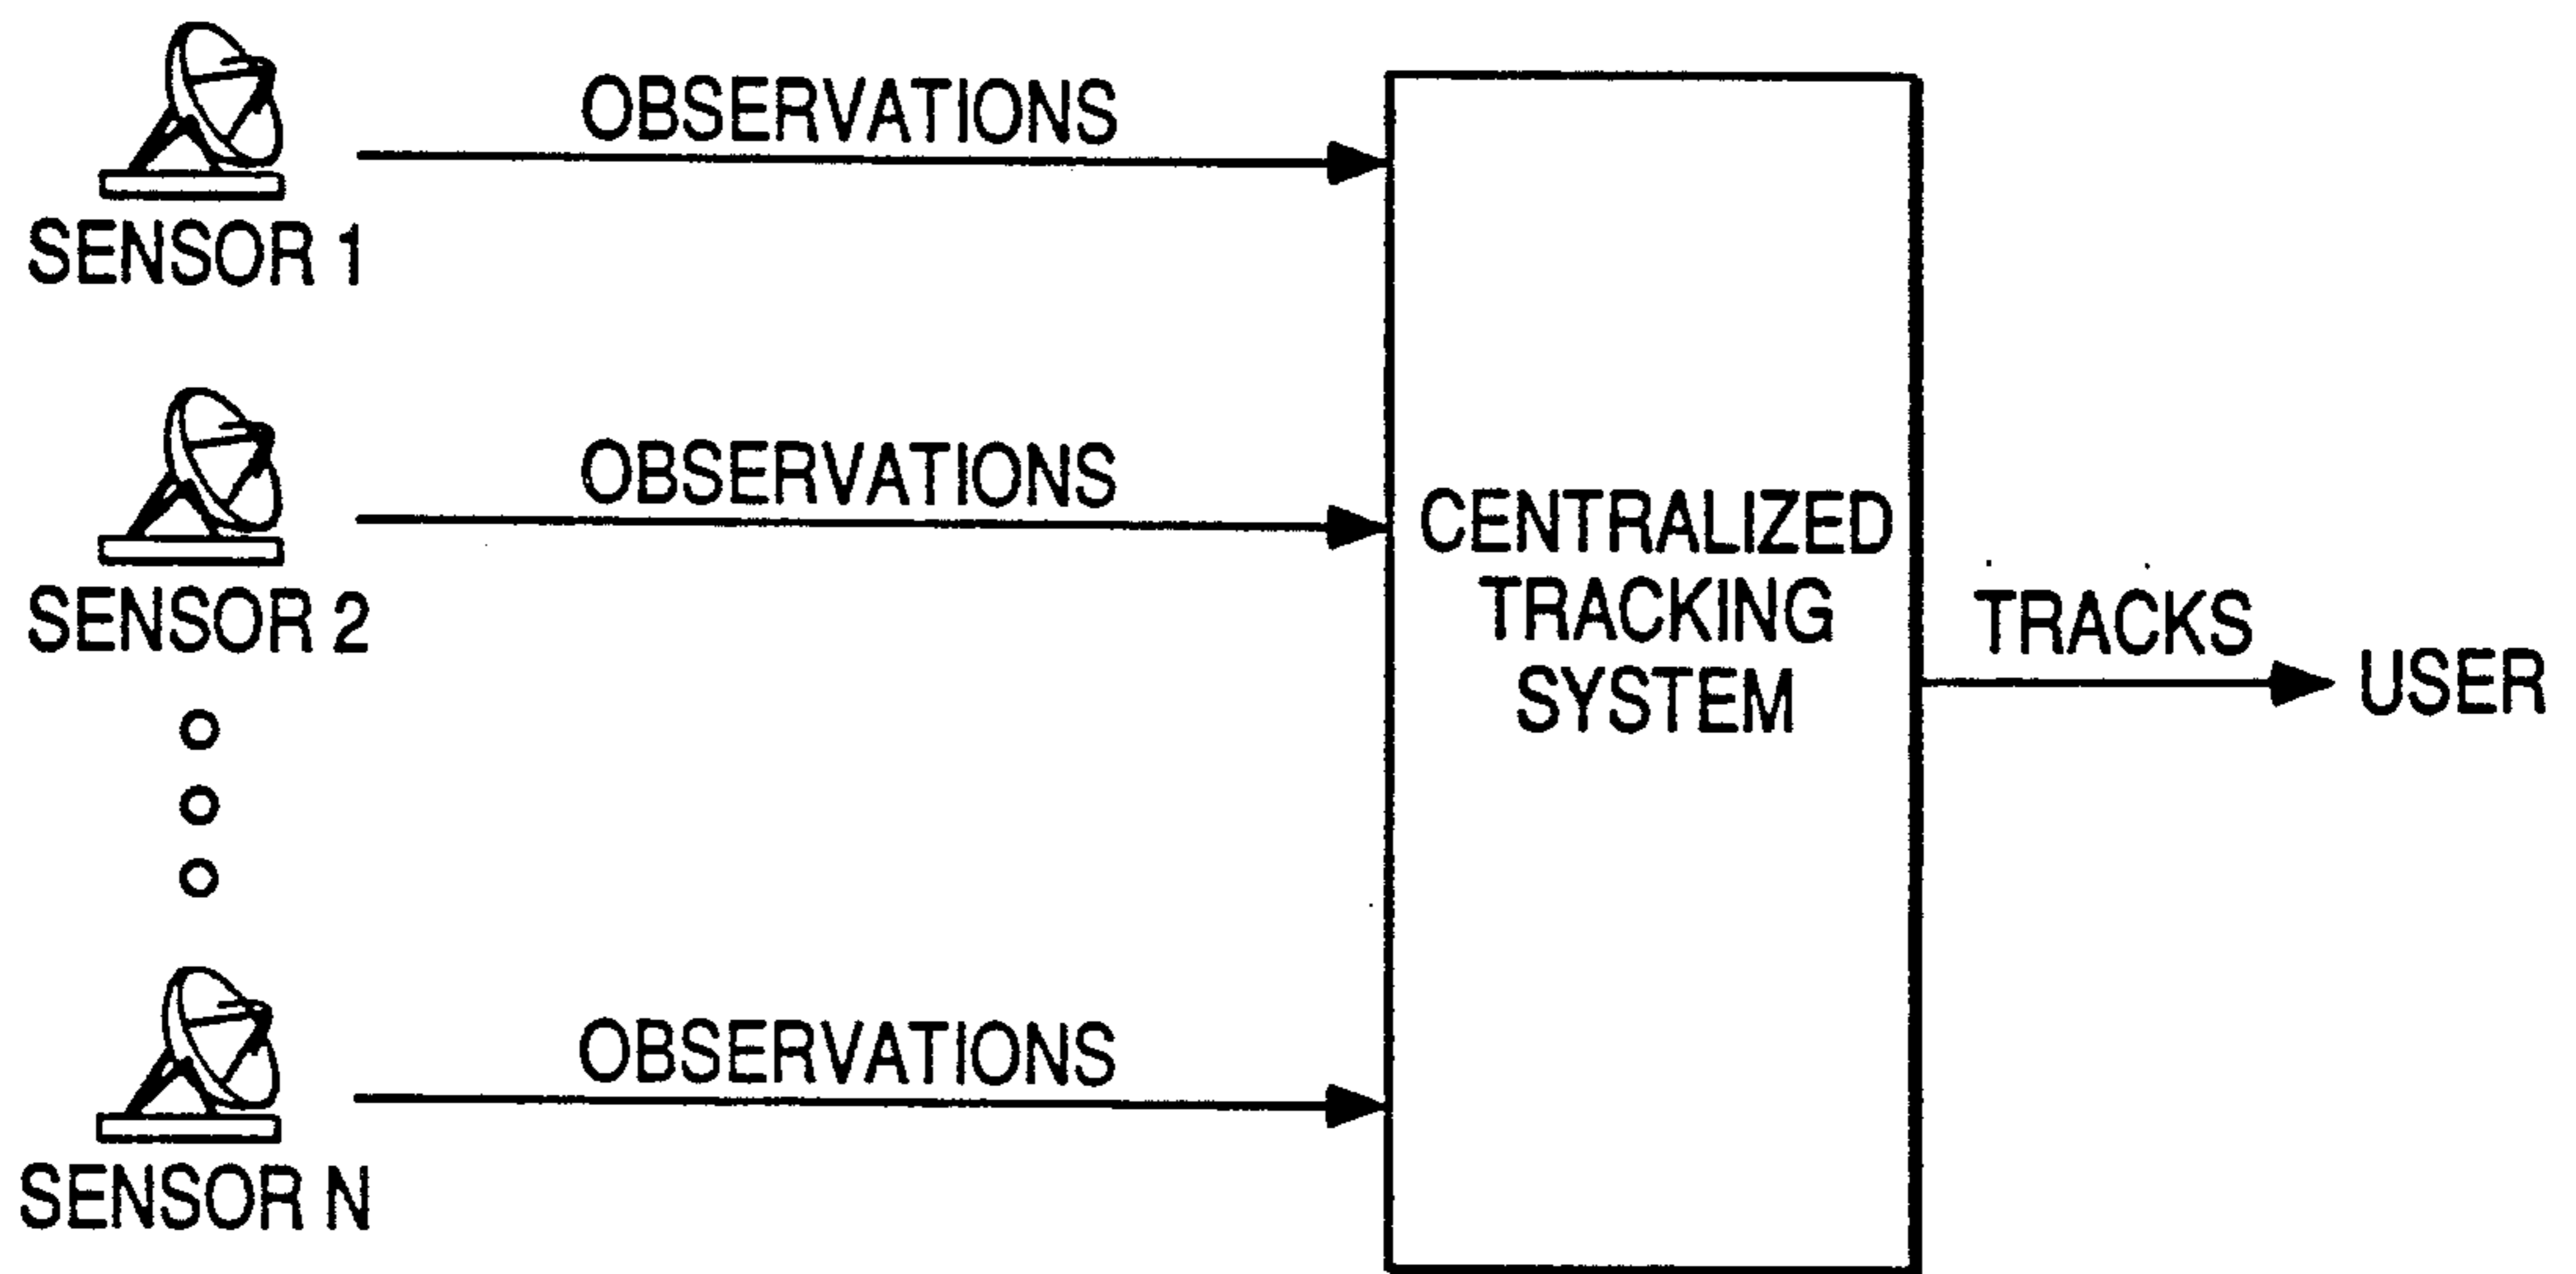 OBSERVATIONS
SENSOR 1
OBSERVATIONS
SENSOR 2
CENTRALIZED
TRACKING
SYSTEM
TRACKS
USER
OBSERVATIONS
SENSOR N